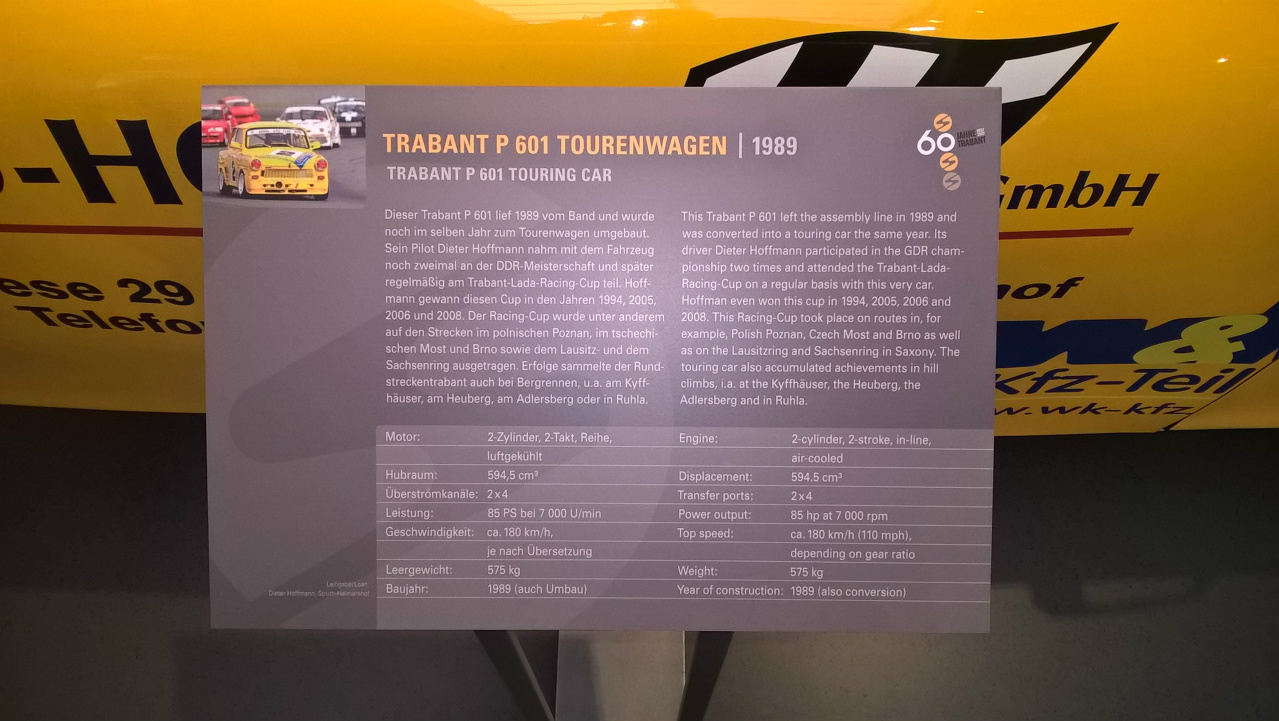 TRABANT P 601 TOURENWAGEN | 1989
TRABANT P 601 TOURING CAR
60 JAHRE
TRABANT
Dieser Trabant P 601 lief 1989 vom Band und wurde
noch im selben Jahr zum Tourenwagen umgebaut.
Sein Pilot Dieter Hoffmann nahm mit dem Fahrzeug
noch zweimal an der DDR-Meisterschaft und später
regelmäßig am Trabant-Lada-Racing-Cup teil. Hoff-
mann gewann diesen Cup in den Jahren 1994, 2005,
2006 und 2008. Der Racing-Cup wurde unter anderem
auf den Strecken im polnischen Poznan, im tschechi-
schen Most und Brno sowie dem Lausitz- und dem
Sachsenring ausgetragen. Erfolge sammelte der Rund-
streckentrabant auch bei Bergrennen, u.a. am Kyff-
häuser, am Heuberg, am Adlersberg oder in Ruhla.
This Trabant P 601 left the assembly line in 1989 and
was converted into a touring car the same year. Its
driver Dieter Hoffmann participated in the GDR cham-
pionship two times and attended the Trabant-Lada-
Racing-Cup on a regular basis with this very car.
Hoffman even won this cup in 1994, 2005, 2006 and
2008. This Racing-Cup took place on routes in, for
example, Polish Poznan, Czech Most and Brno as well
as on the Lausitzring and Sachsenring in Saxony. The
touring car also accumulated achievements in hill
climbs, i.a. at the Kyffhäuser, the Heuberg, the
Adlersberg and in Ruhla.
Motor: 2-Zylinder, 2-Takt, Reihe,
luftgekühlt
Hubraum: 594,5 cm³
Überströmkanäle: 2x4
Leistung: 85 PS bei 7 000 U/min
Geschwindigkeit: ca. 180 km/h,
je nach Übersetzung
Leergewicht: 575 kg
Baujahr: 1989 (auch Umbau)
Engine: 2-cylinder, 2-stroke, in-line,
air-cooled
Displacement: 594.5 cm³
Transfer ports: 2x4
Power output: 85 hp at 7 000 rpm
Top speed: ca. 180 km/h (110 mph),
depending on gear ratio
Weight: 575 kg
Year of construction: 1989 (also conversion)
Leihgabe/Loan:
Dieter Hoffmann,
-H
GmbH
ese 29
hof
Telefo
&
Kfz-Teil
w.wk-kfz